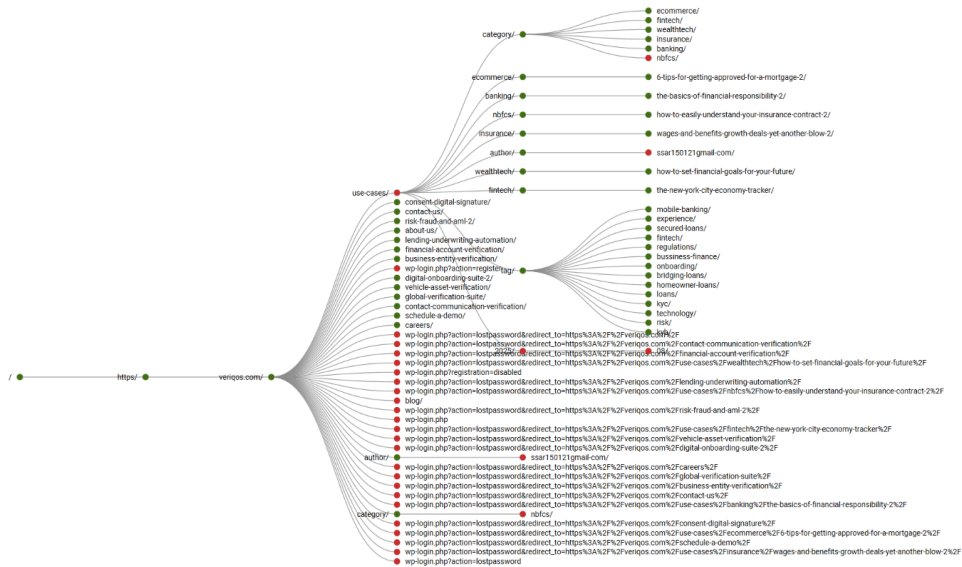 ecommerce/
fintech/
category/
wealthtech/
insurance/
banking/
nbfcs/
ecommerce/
6-tips-for-getting-approved-for-a-mortgage-2/
banking/
the-basics-of-financial-responsibility-2/
nbfcs/
how-to-easily-understand-your-insurance-contract-2/
insurance/
wages-and-benefits-growth-deals-yet-another-blow-2/
author/
ssar150121gmail-com/
wealthtech/
how-to-set-financial-goals-for-your-future/
fintech/
the-new-york-city-economy-tracker/
use-cases/
consent-digital-signature/
contact-us/
risk-fraud-and-aml-2/
about-us/
lending-underwriting-automation/
financial-account-verification/
business-entity-verification/
wp-login.php?action=register
tag/
digital-onboarding-suite-2/
vehicle-asset-verification/
global-verification-suite/
contact-communication-verification/
schedule-a-demo/
careers/
mobile-banking/
experience/
secured-loans/
fintech/
regulations/
bussiness-finance/
onboarding/
bridging-loans/
homeowner-loans/
loans/
kyc/
technology/
risk/
kyb/
wp-login.php?action=lostpassword&redirect_to=https%3A%2F%2Fveriqos.com%2F
wp-login.php?action=lostpassword&redirect_to=https%3A%2F%2Fveriqos.com%2Fcontact-communication-verification%2F
2025/
wp-login.php?action=lostpassword&redirect_to=https%3A%2F%2Fveriqos.com%2Ffinancial-account-verification%2F
wp-login.php?action=lostpassword&redirect_to=https%3A%2F%2Fveriqos.com%2Fuse-cases%2Fwealthtech%2Fhow-to-set-financial-goals-for-your-future%2F
wp-login.php?registration=disabled
/
https/
veriqos.com/
wp-login.php?action=lostpassword&redirect_to=https%3A%2F%2Fveriqos.com%2Flending-underwriting-automation%2F
wp-login.php?action=lostpassword&redirect_to=https%3A%2F%2Fveriqos.com%2Fuse-cases%2Fnbfcs%2Fhow-to-easily-understand-your-insurance-contract-2%2F
blog/
wp-login.php?action=lostpassword&redirect_to=https%3A%2F%2Fveriqos.com%2Frisk-fraud-and-aml-2%2F
wp-login.php
wp-login.php?action=lostpassword&redirect_to=https%3A%2F%2Fveriqos.com%2Fuse-cases%2Ffintech%2Fthe-new-york-city-economy-tracker%2F
wp-login.php?action=lostpassword&redirect_to=https%3A%2F%2Fveriqos.com%2Fvehicle-asset-verification%2F
wp-login.php?action=lostpassword&redirect_to=https%3A%2F%2Fveriqos.com%2Fdigital-onboarding-suite-2%2F
author/
ssar150121gmail-com/
wp-login.php?action=lostpassword&redirect_to=https%3A%2F%2Fveriqos.com%2Fcareers%2F
wp-login.php?action=lostpassword&redirect_to=https%3A%2F%2Fveriqos.com%2Fglobal-verification-suite%2F
wp-login.php?action=lostpassword&redirect_to=https%3A%2F%2Fveriqos.com%2Fbusiness-entity-verification%2F
wp-login.php?action=lostpassword&redirect_to=https%3A%2F%2Fveriqos.com%2Fcontact-us%2F
wp-login.php?action=lostpassword&redirect_to=https%3A%2F%2Fveriqos.com%2Fuse-cases%2Fbanking%2Fthe-basics-of-financial-responsibility-2%2F
category/
nbfcs/
wp-login.php?action=lostpassword&redirect_to=https%3A%2F%2Fveriqos.com%2Fconsent-digital-signature%2F
wp-login.php?action=lostpassword&redirect_to=https%3A%2F%2Fveriqos.com%2Fuse-cases%2Fecommerce%2F6-tips-for-getting-approved-for-a-mortgage-2%2F
wp-login.php?action=lostpassword&redirect_to=https%3A%2F%2Fveriqos.com%2Fschedule-a-demo%2F
wp-login.php?action=lostpassword&redirect_to=https%3A%2F%2Fveriqos.com%2Fuse-cases%2Finsurance%2Fwages-and-benefits-growth-deals-yet-another-blow-2%2F
wp-login.php?action=lostpassword